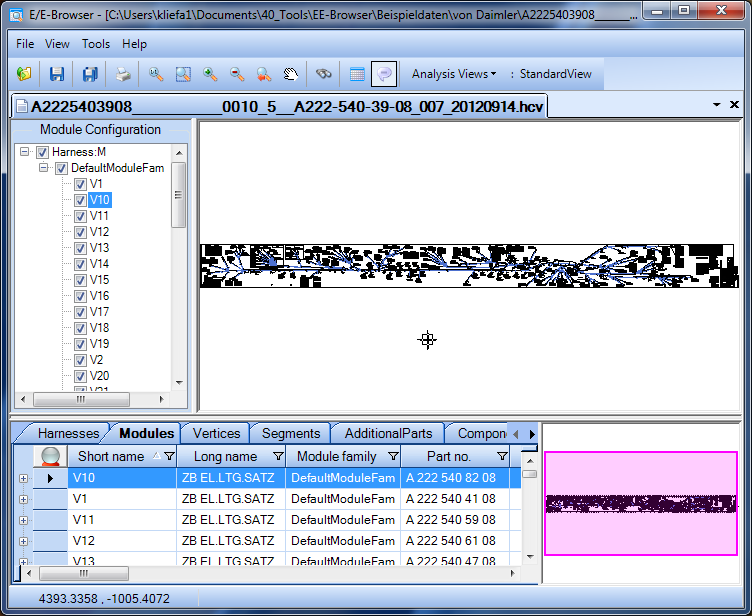 E/E-Browser - [C:\Users\kliefa1\Documents\40_Tools\EE-Browser\Beispieldaten\von Daimler\A2225403908______...
File View Tools Help
Analysis Views : StandardView
A2225403908__________0010_5__A222-540-39-08_007_20120914.hcv
Module Configuration
Harness:M
DefaultModuleFam
V1
V10
V11
V12
V13
V14
V15
V16
V17
V18
V19
V2
V20
V21
Harnesses Modules Vertices Segments AdditionalParts Compon
Short name Long name Module family Part no.
V10 ZB EL.LTG.SATZ DefaultModuleFam A 222 540 82 08
V1 ZB EL.LTG.SATZ DefaultModuleFam A 222 540 41 08
V11 ZB EL.LTG.SATZ DefaultModuleFam A 222 540 59 08
V12 ZB EL.LTG.SATZ DefaultModuleFam A 222 540 61 08
V13 ZB EL.LTG.SATZ DefaultModuleFam A 222 540 47 08
4393.3358 , -1005.4072